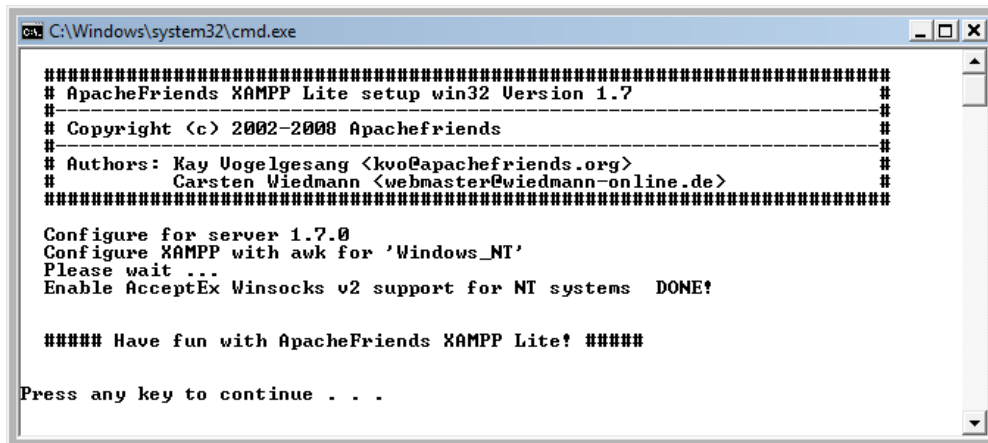 C:\Windows\system32\cmd.exe
########################################################################
# ApacheFriends XAMPP Lite setup win32 Version 1.7                     #
#----------------------------------------------------------------------#
# Copyright (c) 2002-2008 Apachefriends                                #
#----------------------------------------------------------------------#
# Authors: Kay Vogelgesang <kvo@apachefriends.org>                     #
#          Carsten Wiedmann <webmaster@wiedmann-online.de>             #
########################################################################
Configure for server 1.7.0
Configure XAMPP with awk for 'Windows_NT'
Please wait ...
Enable AcceptEx Winsocks v2 support for NT systems  DONE!
##### Have fun with ApacheFriends XAMPP Lite! #####
Press any key to continue . . .